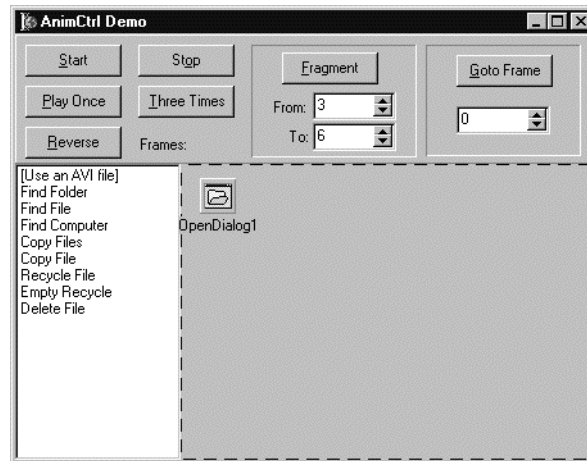 AnimCtrl Demo
Start
Stop
Fragment
Goto Frame
Play Once
Three Times
From: 3
0
To: 6
Reverse
Frames:
[Use an AVI file]
Find Folder
Find File
Find Computer
Copy Files
Copy File
Recycle File
Empty Recycle
Delete File
OpenDialog1